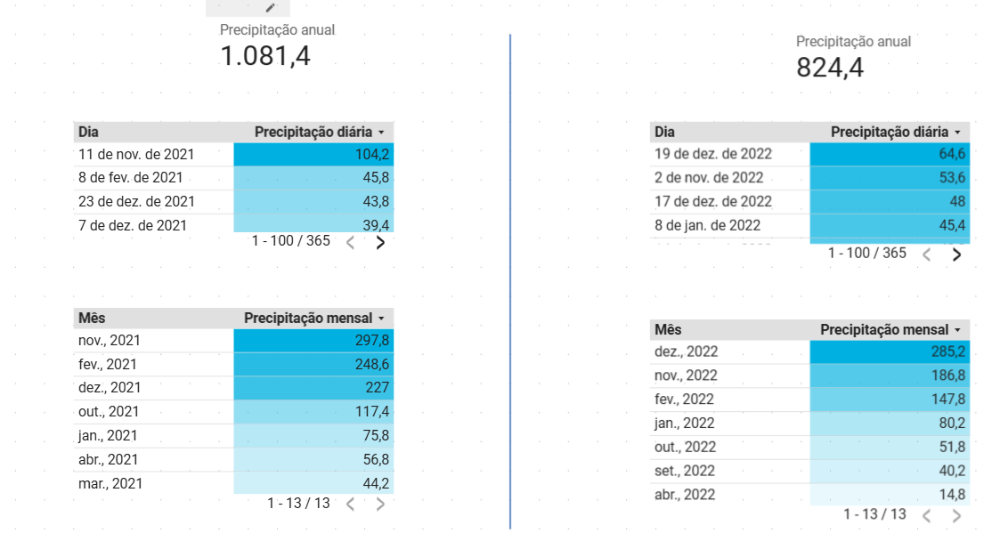 Precipitação anual
1.081,4
Dia Precipitação diária
11 de nov. de 2021 104,2
8 de fev. de 2021 45,8
23 de dez. de 2021 43,8
7 de dez. de 2021 39,4
1 - 100 / 365
Mês Precipitação mensal
nov., 2021 297,8
fev., 2021 248,6
dez., 2021 227
out., 2021 117,4
jan., 2021 75,8
abr., 2021 56,8
mar., 2021 44,2
1 - 13 / 13
Precipitação anual
824,4
Dia Precipitação diária
19 de dez. de 2022 64,6
2 de nov. de 2022 53,6
17 de dez. de 2022 48
8 de jan. de 2022 45,4
1 - 100 / 365
Mês Precipitação mensal
dez., 2022 285,2
nov., 2022 186,8
fev., 2022 147,8
jan., 2022 80,2
out., 2022 51,8
set., 2022 40,2
abr., 2022 14,8
1 - 13 / 13